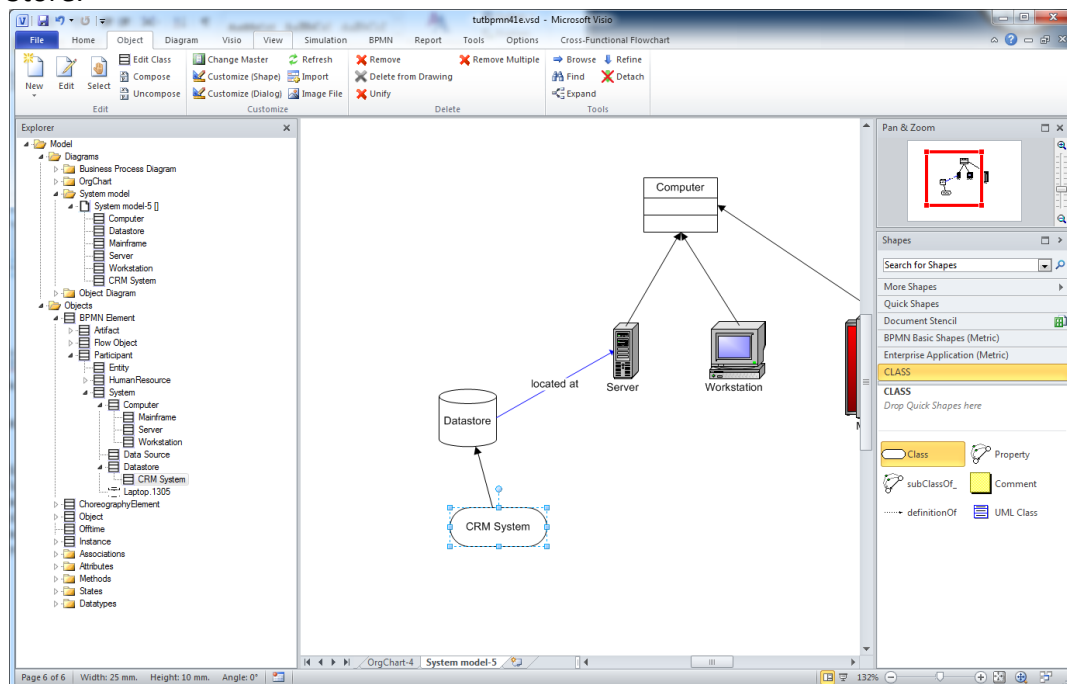 store.
tutbpmn41e.vsd - Microsoft Visio
File Home Object Diagram Visio View Simulation BPMN Report Tools Options Cross-Functional Flowchart
New
Edit
Select
Edit Class
Compose
Uncompose
Edit
Change Master
Customize (Shape)
Customize (Dialog)
Refresh
Import
Image File
Customize
Remove
Delete from Drawing
Unify
Remove Multiple
Delete
Browse
Find
Expand
Refine
Detach
Tools
Explorer
Model
Diagrams
Business Process Diagram
OrgChart
System model
System model-5 []
Computer
Datastore
Mainframe
Server
Workstation
CRM System
Object Diagram
Objects
BPMN Element
Artifact
Flow Object
Participant
Entity
HumanResource
System
Computer
Mainframe
Server
Workstation
Data Source
Datastore
CRM System
Laptop.1305
ChoreographyElement
Object
Offtime
Instance
Associations
Attributes
Methods
States
Datatypes
Computer
located at
Server
Workstation
Datastore
CRM System
Pan & Zoom
Shapes
Search for Shapes
More Shapes
Quick Shapes
Document Stencil
BPMN Basic Shapes (Metric)
Enterprise Application (Metric)
CLASS
CLASS
Drop Quick Shapes here
Class
Property
subClassOf_
Comment
definitionOf
UML Class
OrgChart-4
System model-5
Page 6 of 6 Width: 25 mm. Height: 10 mm. Angle: 0°
132%